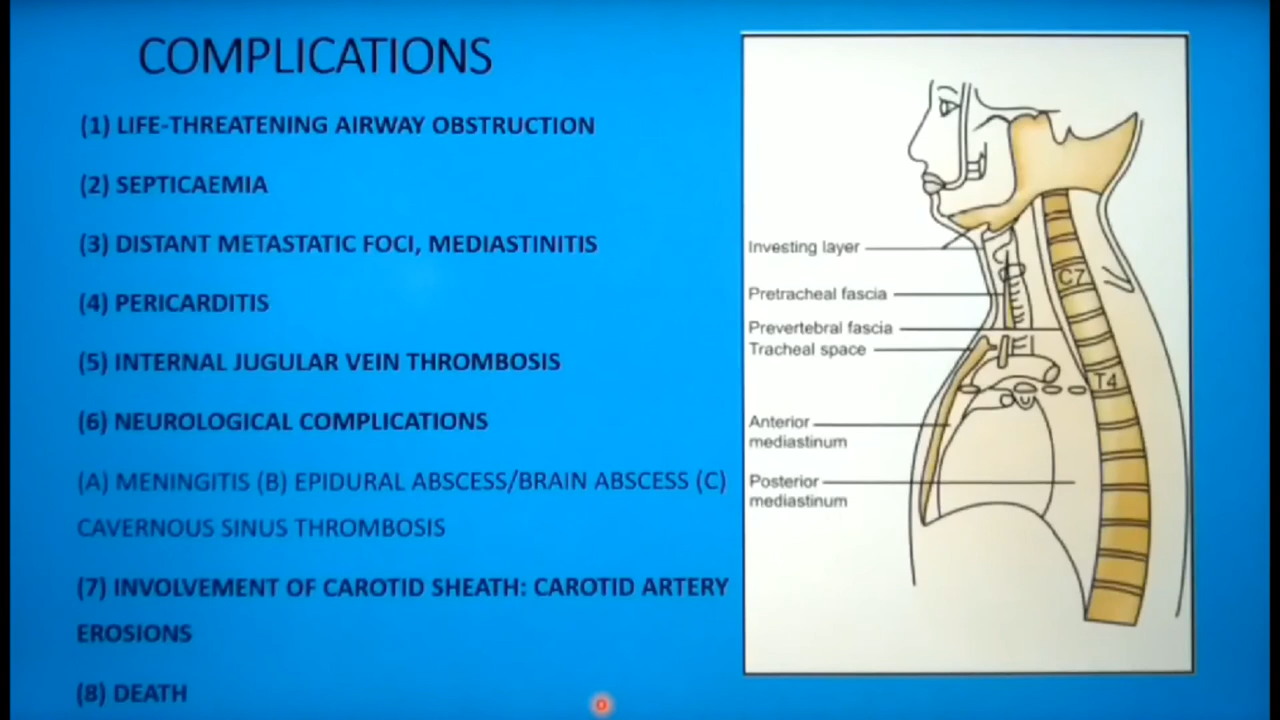 COMPLICATIONS
(1) LIFE-THREATENING AIRWAY OBSTRUCTION
(2) SEPTICAEMIA
(3) DISTANT METASTATIC FOCI, MEDIASTINITIS
(4) PERICARDITIS
(5) INTERNAL JUGULAR VEIN THROMBOSIS
(6) NEUROLOGICAL COMPLICATIONS
(A) MENINGITIS (B) EPIDURAL ABSCESS/BRAIN ABSCESS (C)
CAVERNOUS SINUS THROMBOSIS
(7) INVOLVEMENT OF CAROTID SHEATH: CAROTID ARTERY
EROSIONS
(8) DEATH
Investing layer
C7
Pretracheal fascia
Prevertebral fascia
Tracheal space
T4
Anterior
mediastinum
Posterior
mediastinum